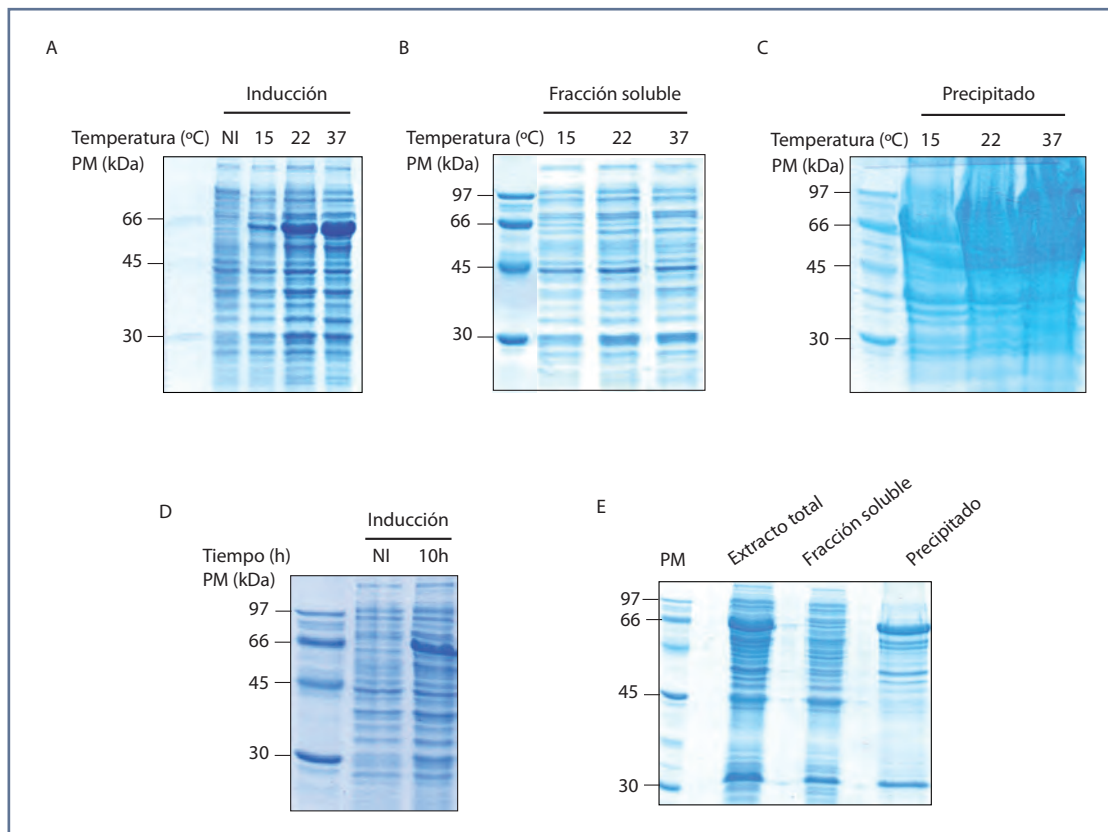 A
Inducción
Temperatura (ºC) NI 15 22 37
PM (kDa)
66
45
30
B
Fracción soluble
Temperatura (ºC) 15 22 37
PM (kDa)
97
66
45
30
C
Precipitado
Temperatura (ºC) 15 22 37
PM (kDa)
97
66
45
30
D
Inducción
Tiempo (h) NI 10h
PM (kDa)
97
66
45
30
E
PM Extracto total Fracción soluble Precipitado
97
66
45
30